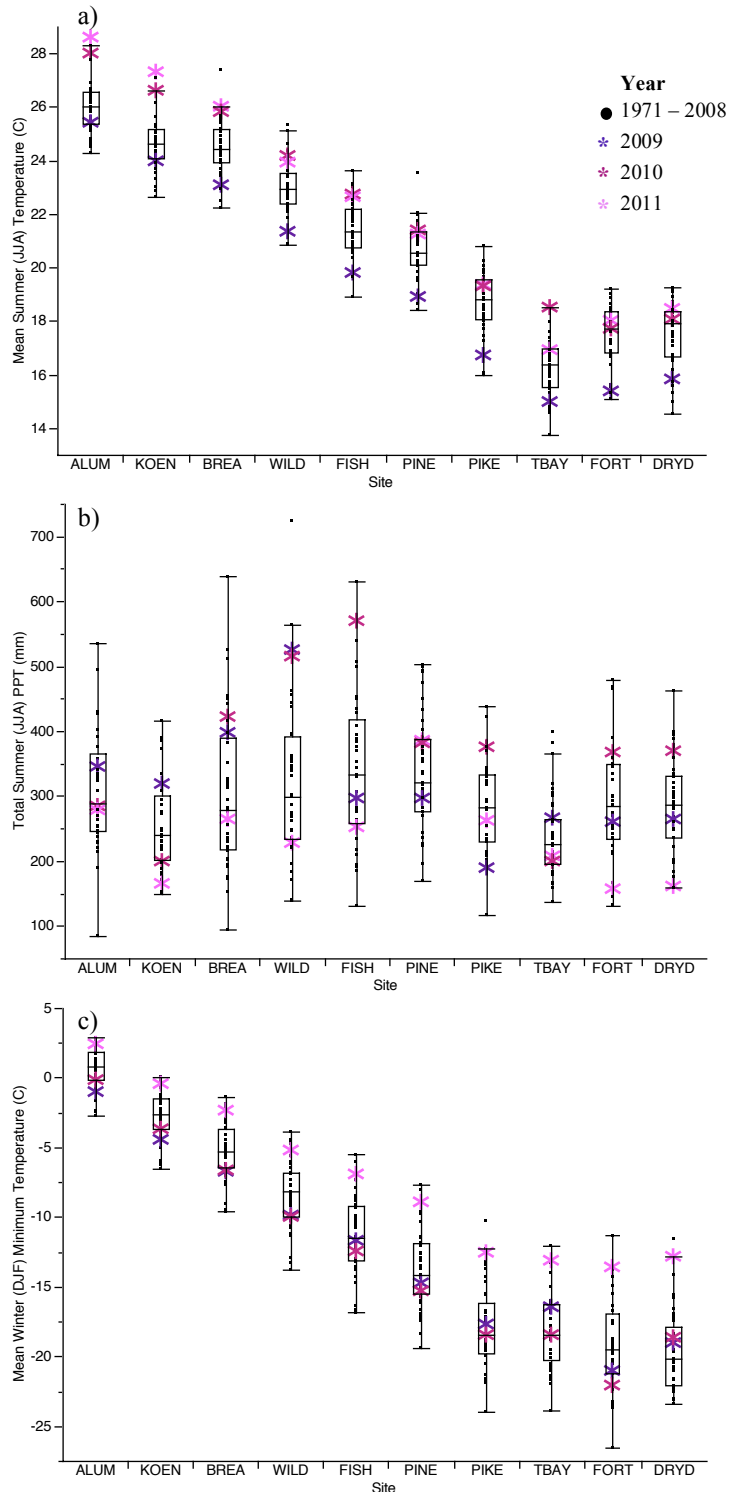 a)
28
26
24
22
20
18
16
14
Mean Summer (JJA) Temperature (C)
Year
● 1971 – 2008
* 2009
* 2010
* 2011
ALUM KOEN BREA WILD FISH PINE PIKE TBAY FORT DRYD
Site
b)
700
600
500
400
300
200
100
Total Summer (JJA) PPT (mm)
ALUM KOEN BREA WILD FISH PINE PIKE TBAY FORT DRYD
Site
c)
5
0
-5
-10
-15
-20
-25
Mean Winter (DJF) Minimum Temperature (C)
ALUM KOEN BREA WILD FISH PINE PIKE TBAY FORT DRYD
Site